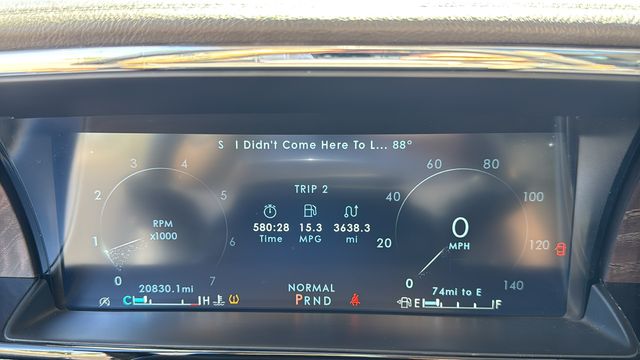 S I Didn't Come Here To L... 88°
3 4
2 5
1 6
0 7
RPM
x1000
TRIP 2
580:28 15.3 3638.3
Time MPG mi
60 80
40 100
20 120
0 140
0
MPH
20830.1mi
NORMAL
PRND
74mi to E
C H
E F